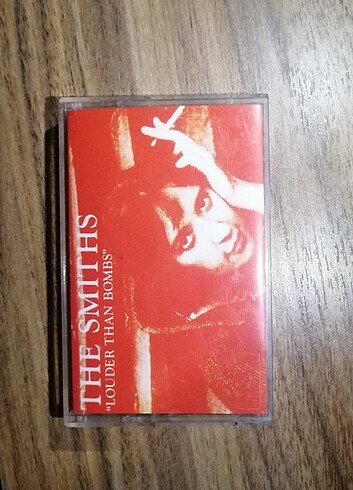 THE SMITHS
"LOUDER THAN BOMBS"